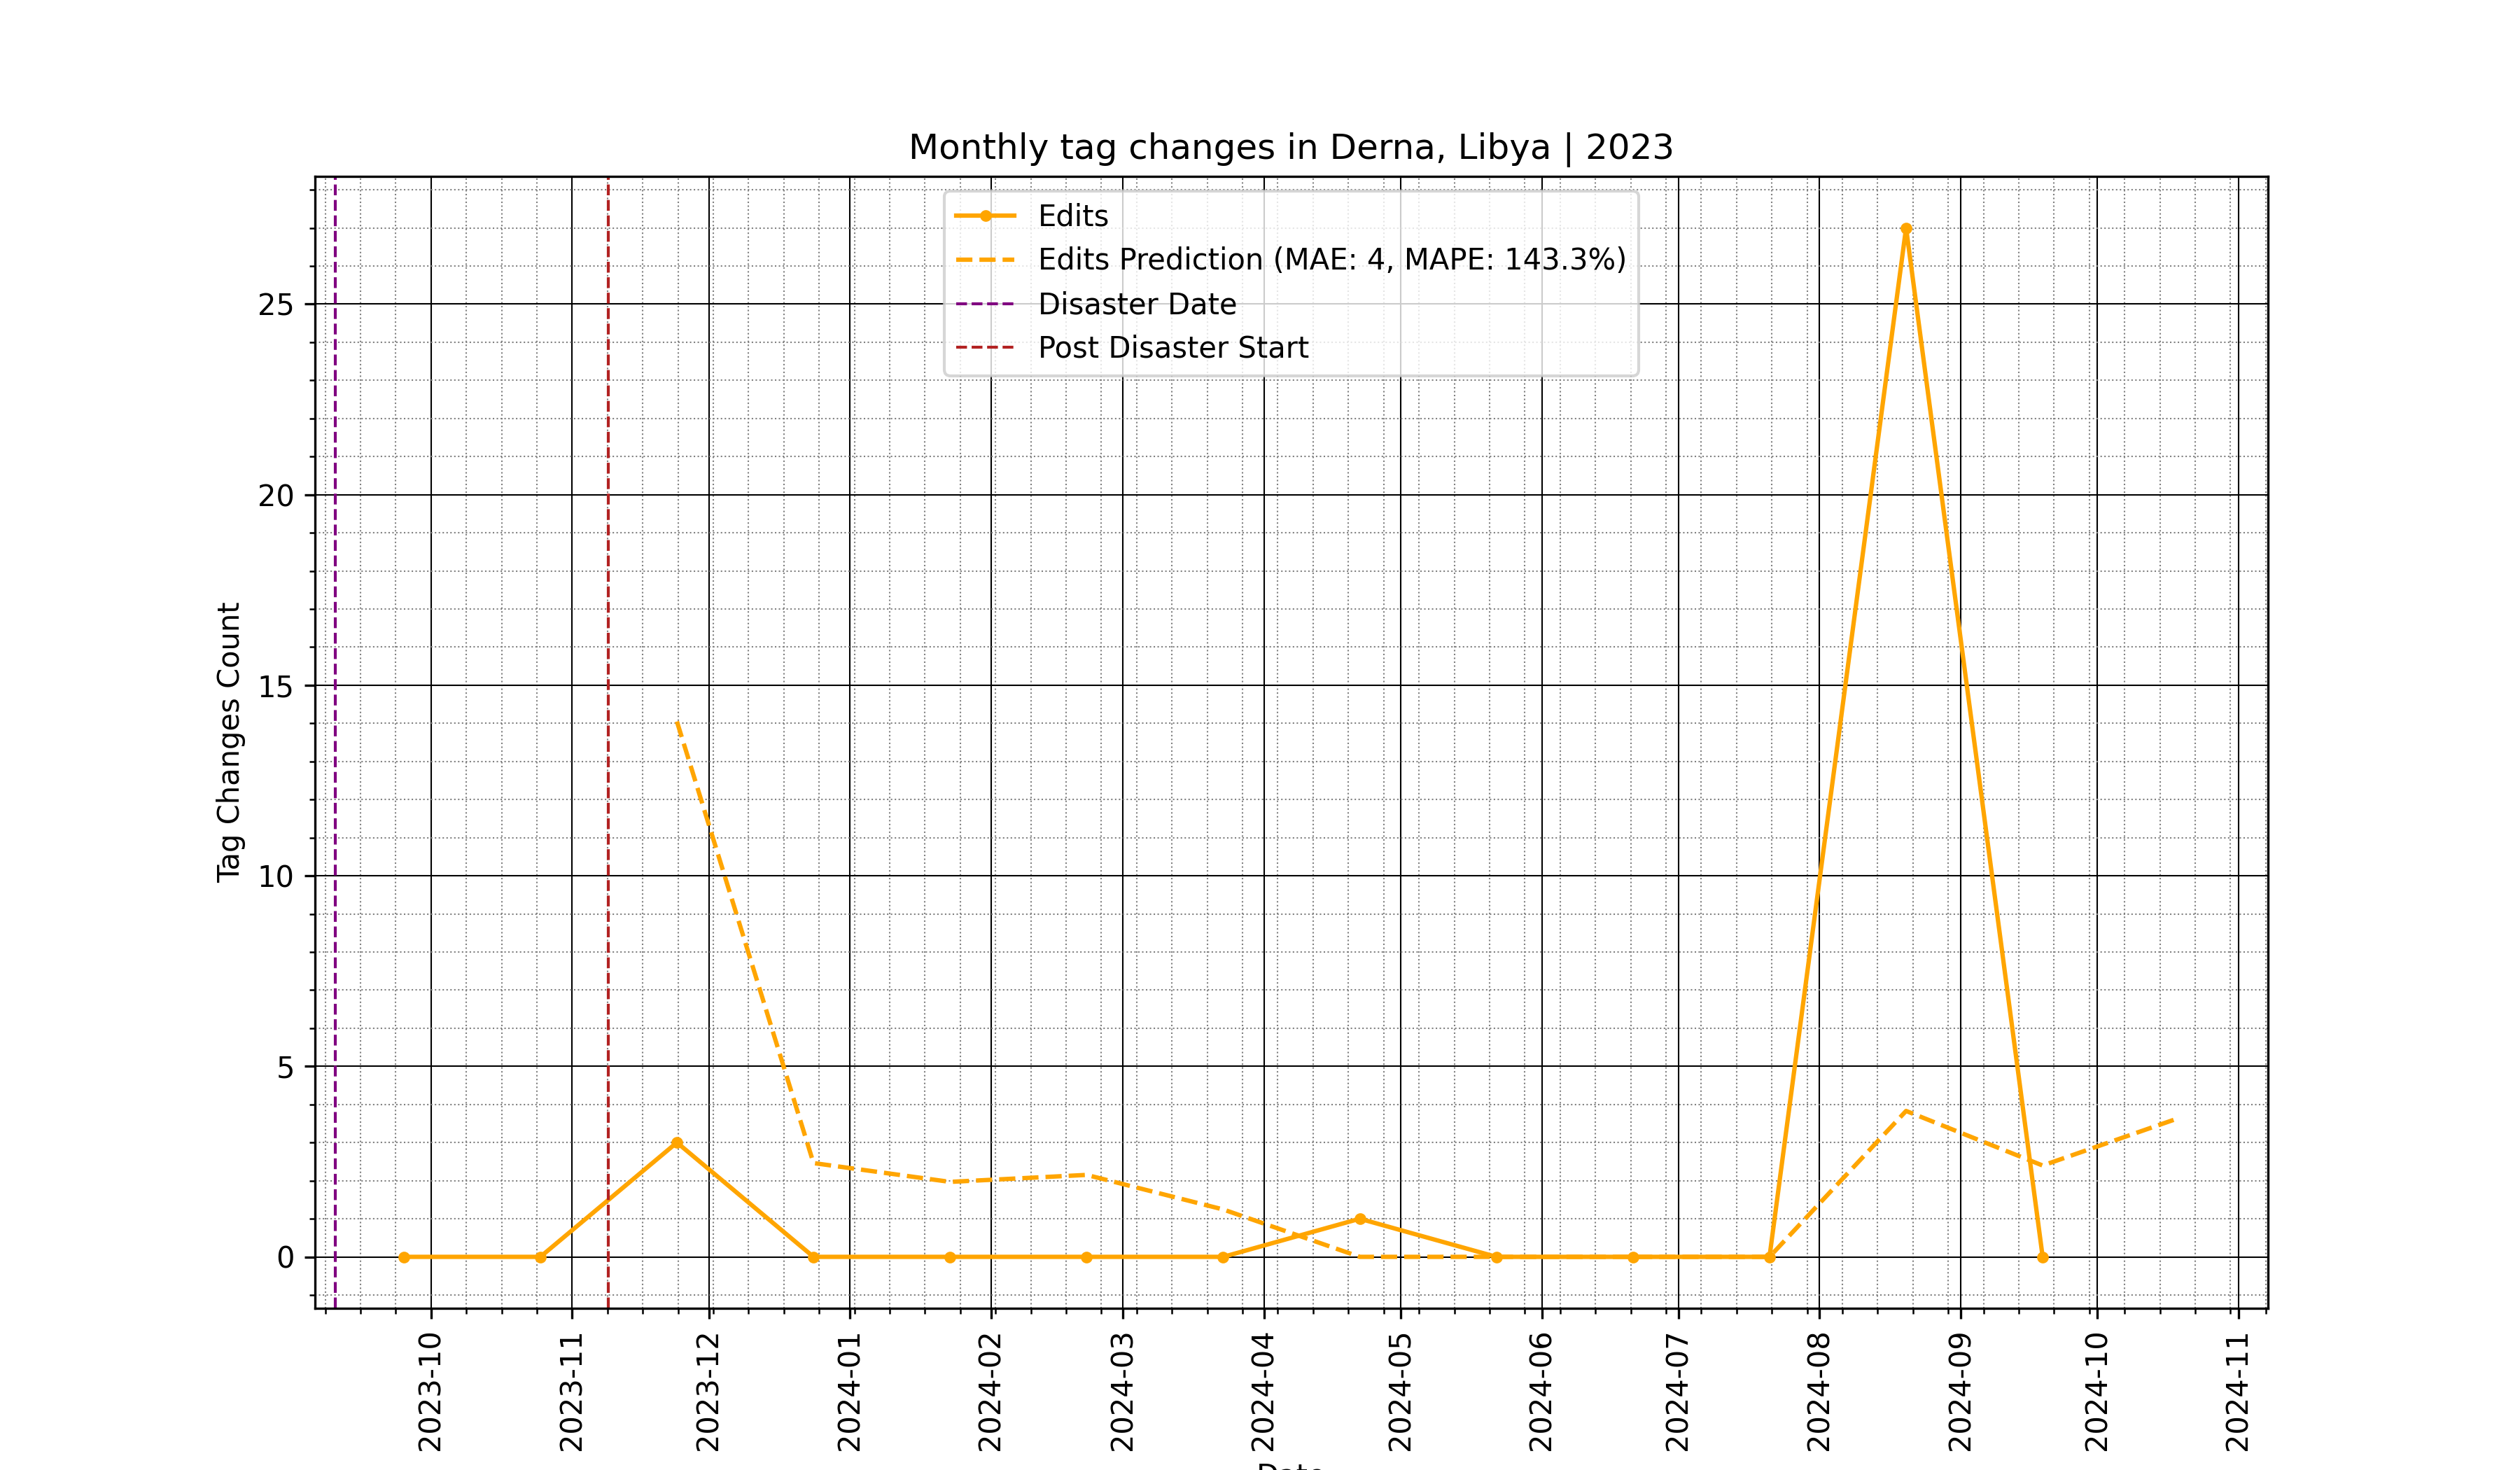 Monthly tag changes in Derna, Libya | 2023
Edits
Edits Prediction (MAE: 4, MAPE: 143.3%)
Disaster Date
Post Disaster Start
Tag Changes Count
25
20
15
10
5
0
2023-10
2023-11
2023-12
2024-01
2024-02
2024-03
2024-04
2024-05
2024-06
2024-07
2024-08
2024-09
2024-10
2024-11
Date